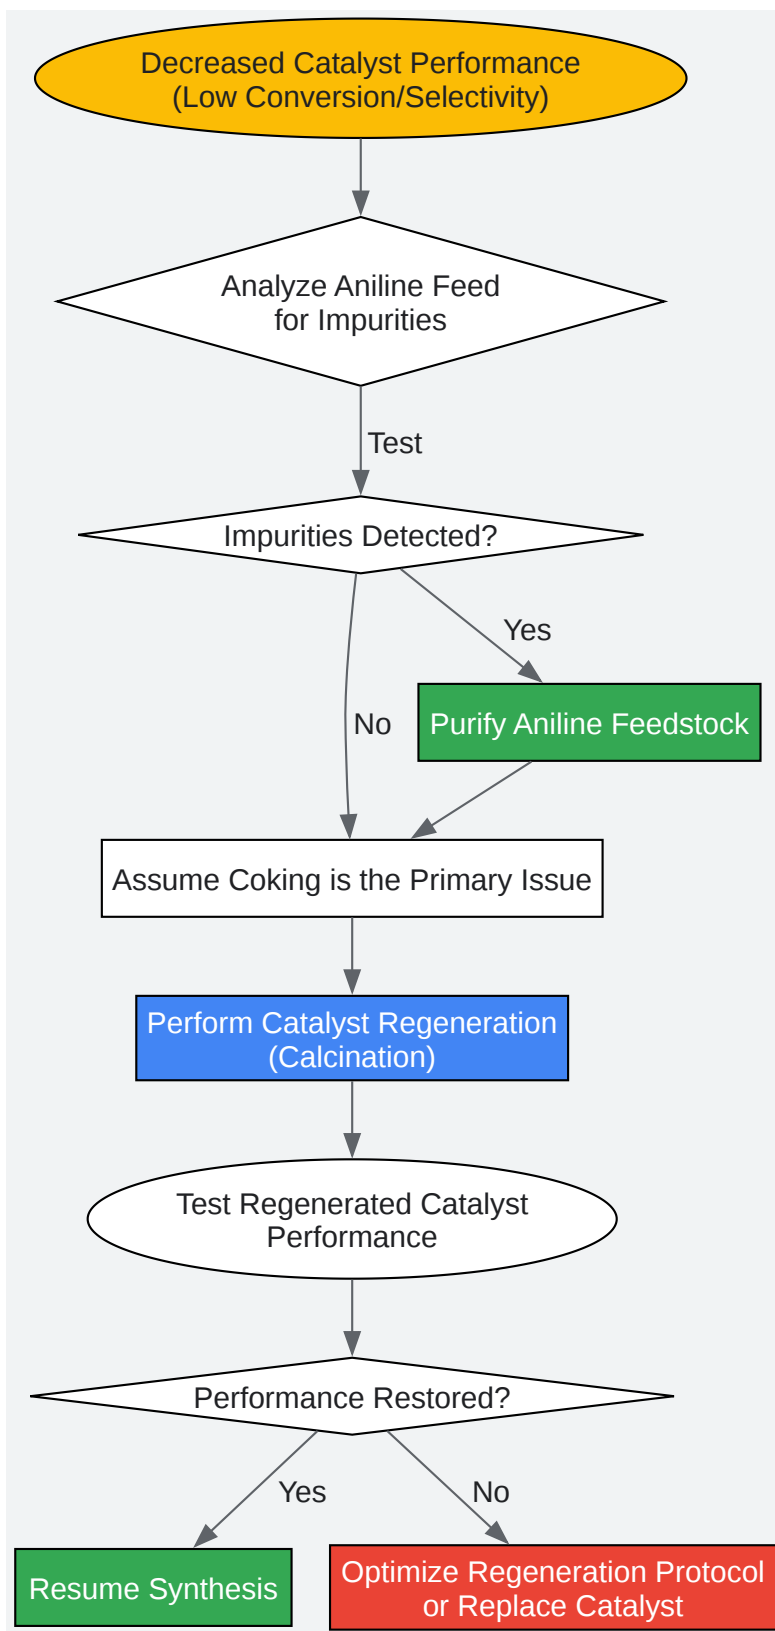 Decreased Catalyst Performance
(Low Conversion/Selectivity)
Analyze Aniline Feed
for Impurities
Test
Impurities Detected?
Yes
No
Purify Aniline Feedstock
Assume Coking is the Primary Issue
Perform Catalyst Regeneration
(Calcination)
Test Regenerated Catalyst
Performance
Performance Restored?
Yes
No
Resume Synthesis
Optimize Regeneration Protocol
or Replace Catalyst